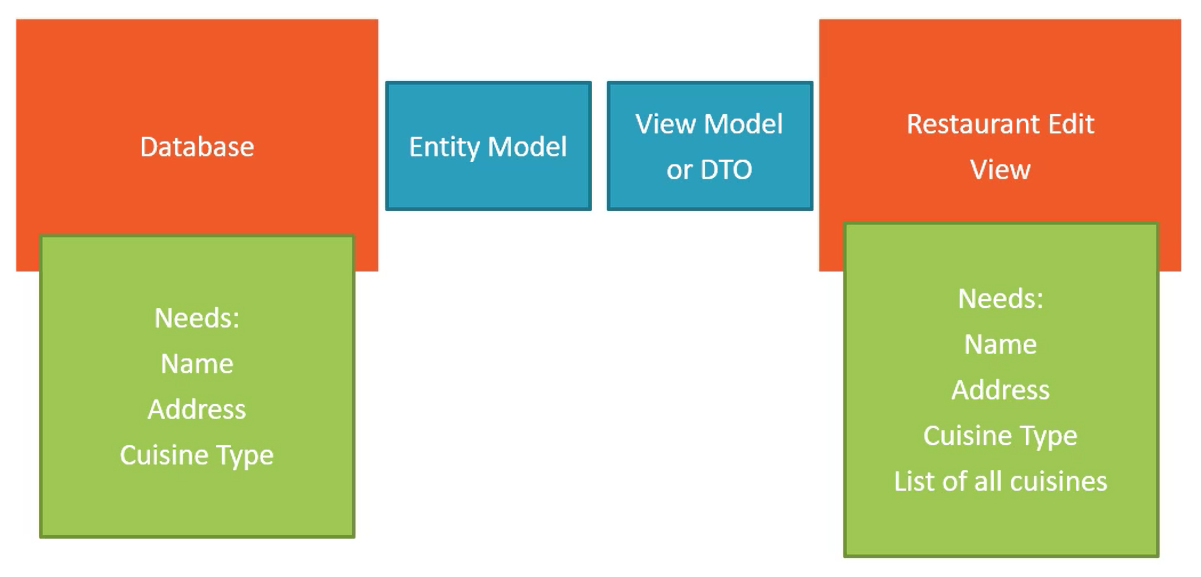 Database
Entity Model
View Model
or DTO
Restaurant Edit
View
Needs:
Name
Address
Cuisine Type
Needs:
Name
Address
Cuisine Type
List of all cuisines